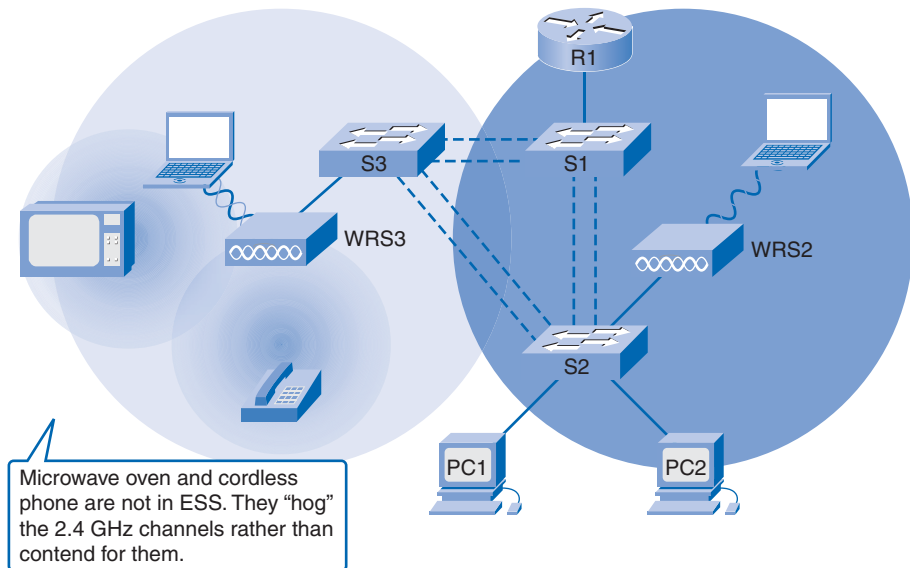 R1
S3
S1
WRS3
WRS2
S2
PC1
PC2
Microwave oven and cordless
phone are not in ESS. They “hog”
the 2.4 GHz channels rather than
contend for them.